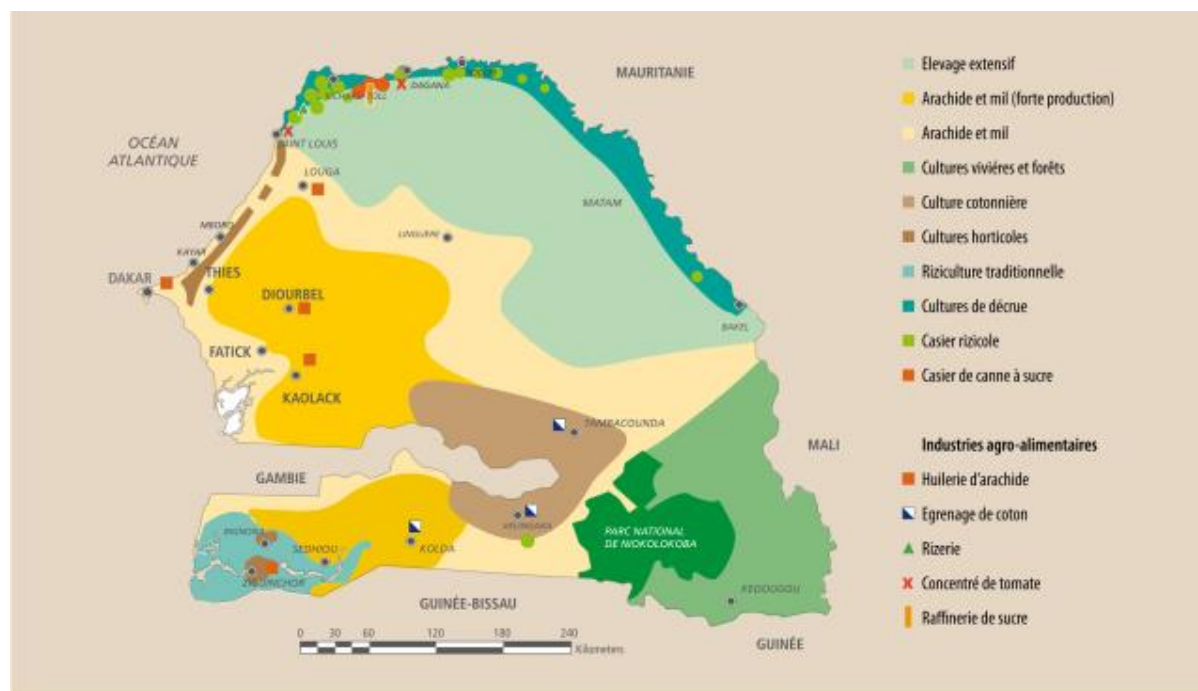 MAURITANIE
OCÉAN
ATLANTIQUE
DAGANA
SAINT LOUIS
LOUGA
MATAM
MBORO
LINGUERE
KAYAR
DAKAR
THIES
DIOURBEL
BAKEL
FATICK
KAOLACK
TAMBACOUNDA
MALI
GAMBIE
VELINGARA
PARC NATIONAL
DE NIOKOLOKOBA
BIGNONA
SEDHIOU
KOLDA
ZIGUINCHOR
GUINÉE-BISSAU
KEDOUGOU
GUINÉE
0 30 60 120 180 240
Kilometers
Elevage extensif
Arachide et mil (forte production)
Arachide et mil
Cultures viviéres et forêts
Culture cotonnière
Cultures horticoles
Riziculture traditionnelle
Cultures de décrue
Casier rizicole
Casier de canne à sucre
Industries agro-alimentaires
Huilerie d'arachide
Egrenage de coton
Rizerie
Concentré de tomate
Raffinerie de sucre